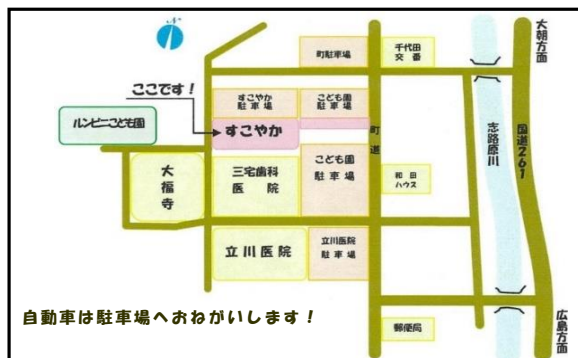 N
大朝方面
町駐車場
千代田
交番
ここです！
すこやか
駐車場
こども園
駐車場
ルンビニこども園
すこやか
町道
志路原川
国道261
大福寺
三宅歯科
医院
こども園
駐車場
和田
ハウス
立川医院
立川医院
駐車場
自動車は駐車場へおねがいします！
郵便局
広島方面